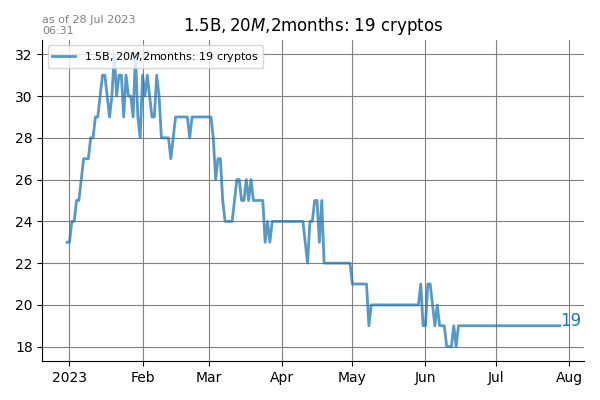 as of 28 Jul 2023
06:31
1.5B, 20M,2months: 19 cryptos
1.5B, 20M,2months: 19 cryptos
32
30
28
26
24
22
20
18
19
2023 Feb Mar Apr May Jun Jul Aug